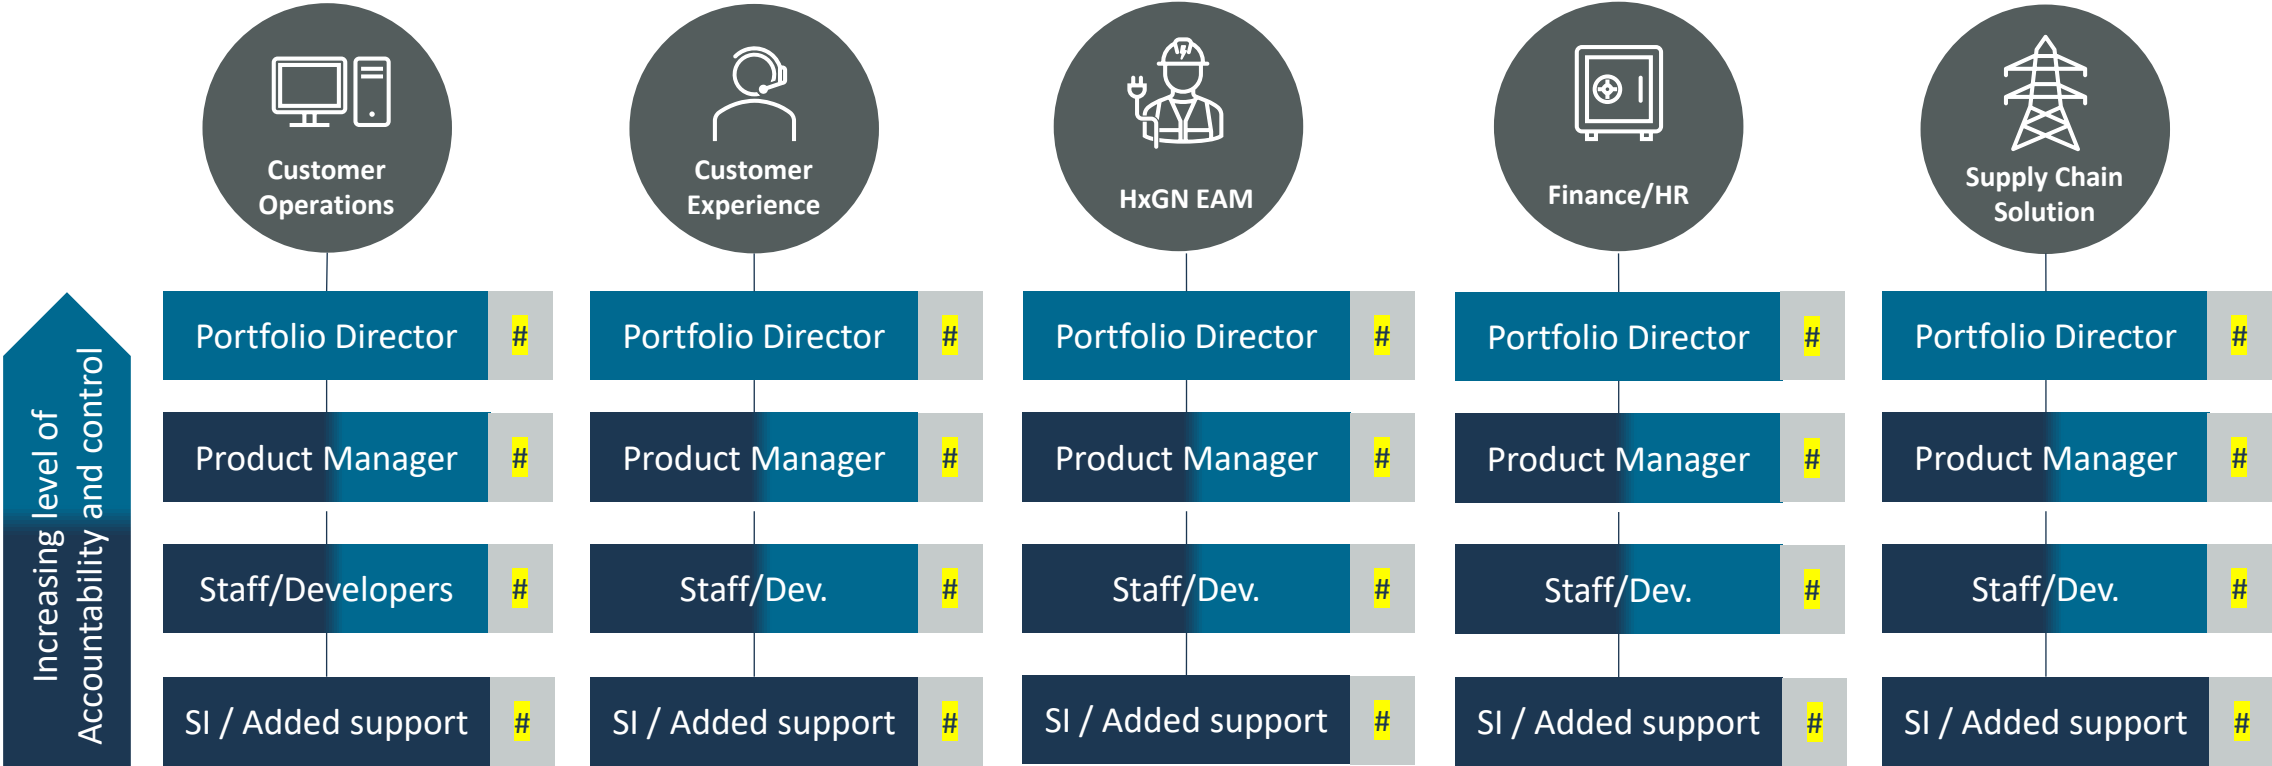 Customer
Operations
Customer
Experience
HxGN EAM
Finance/HR
Supply Chain
Solution
Increasing level of
Accountability and control
Portfolio Director #
Portfolio Director #
Portfolio Director #
Portfolio Director #
Portfolio Director #
Product Manager #
Product Manager #
Product Manager #
Product Manager #
Product Manager #
Staff/Developers #
Staff/Dev. #
Staff/Dev. #
Staff/Dev. #
Staff/Dev. #
SI / Added support #
SI / Added support #
SI / Added support #
SI / Added support #
SI / Added support #